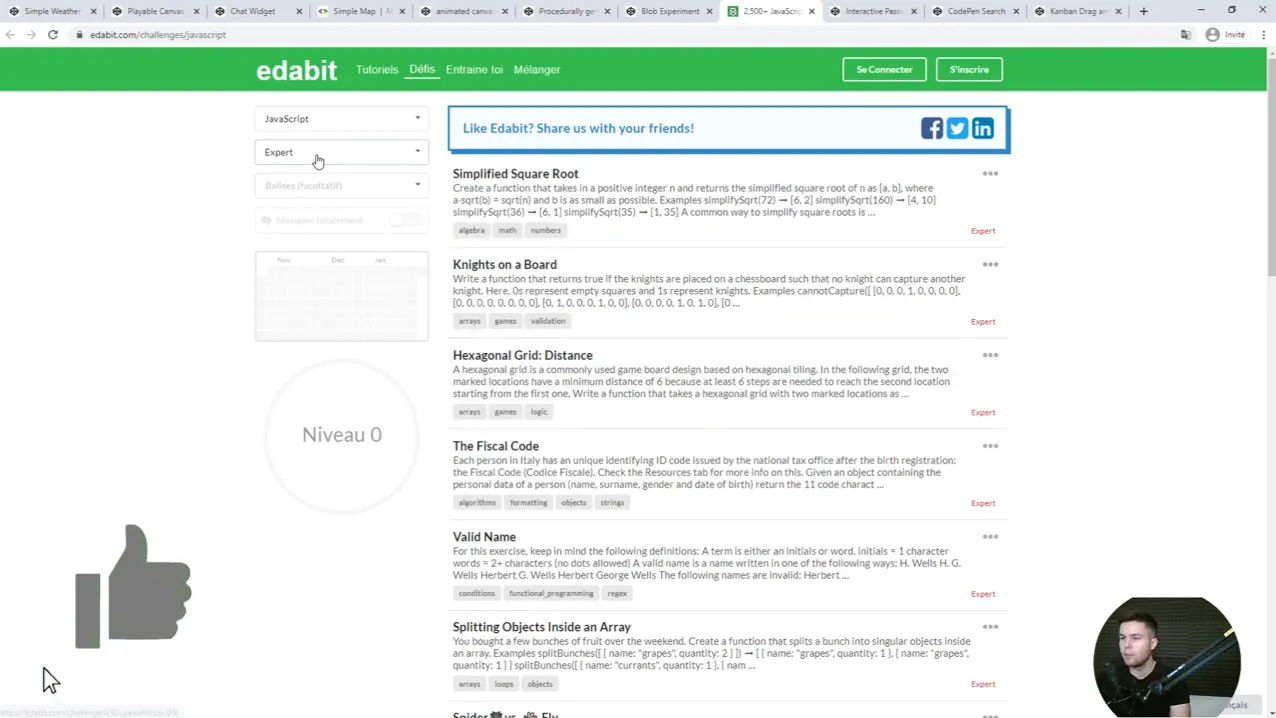 Simple Weather
Playable Canvas
Chat Widget
Simple Map
animated canva
Procedurally ge
Blob Experiment
2,500+ JavaScri
Interactive Pas
CodePen Search
Kanban Drag a
edabit.com/challenges/javascript
Invité
edabit
Tutoriels
Défis
Entraine toi
Mélanger
Se Connecter
S'inscrire
JavaScript
Expert
Balises (facultatif)
Masquer totalement
Nov Dec Jan
Niveau 0
Like Edabit? Share us with your friends!
Simplified Square Root
Create a function that takes in a positive integer n and returns the simplified square root of n as [a, b], where
a·sqrt(b) = sqrt(n) and b is as small as possible. Examples simplifySqrt(72) ➞ [6, 2] simplifySqrt(160) ➞ [4, 10]
simplifySqrt(36) ➞ [6, 1] simplifySqrt(35) ➞ [1, 35] A common way to simplify square roots is ...
algebra math numbers
Expert
Knights on a Board
Write a function that returns true if the knights are placed on a chessboard such that no knight can capture another
knight. Here, 0s represent empty squares and 1s represent knights. Examples cannotCapture([ [0, 0, 0, 1, 0, 0, 0, 0],
[0, 0, 0, 0, 0, 0, 0, 0], [0, 1, 0, 0, 0, 1, 0, 0], [0, 0, 0, 0, 1, 0, 1, 0], [0 ...
arrays games validation
Expert
Hexagonal Grid: Distance
A hexagonal grid is a commonly used game board design based on hexagonal tiling. In the following grid, the two
marked locations have a minimum distance of 6 because at least 6 steps are needed to reach the second location
starting from the first one. Write a function that takes a hexagonal grid with two marked locations as ...
arrays games logic
Expert
The Fiscal Code
Each person in Italy has an unique identifying ID code issued by the national tax office after the birth registration:
the Fiscal Code (Codice Fiscale). Check the Resources tab for more info on this. Given an object containing the
personal data of a person (name, surname, gender and date of birth) return the 11 code charact ...
algorithms formatting objects strings
Expert
Valid Name
For this exercise, keep in mind the following definitions: A term is either an initials or word. initials = 1 character
words = 2+ characters (no dots allowed) A valid name is a name written in one of the following ways: H. Wells H. G.
Wells Herbert G. Wells Herbert George Wells The following names are invalid: Herbert ...
conditions functional_programming regex
Expert
Splitting Objects Inside an Array
You bought a few bunches of fruit over the weekend. Create a function that splits a bunch into singular objects inside
an array. Examples splitBunches([ { name: "grapes", quantity: 2 } ]) ➞ [ { name: "grapes", quantity: 1 }, { name: "grapes",
quantity: 1 } ] splitBunches([ { name: "currants", quantity: 1 }, { nam ...
arrays loops objects
Expert